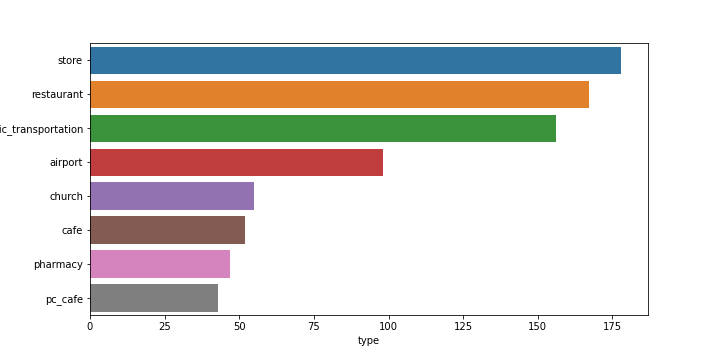 store
restaurant
ic_transportation
airport
church
cafe
pharmacy
pc_cafe
0 25 50 75 100 125 150 175
type